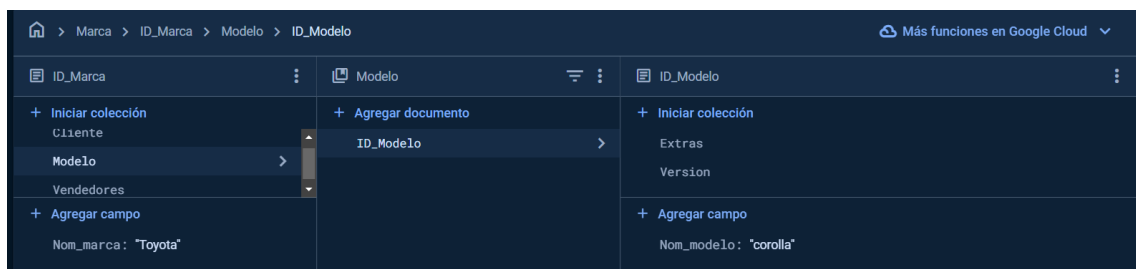 > Marca > ID_Marca > Modelo > ID_Modelo
Más funciones en Google Cloud
ID_Marca
+ Iniciar colección
Cliente
Modelo >
Vendedores
+ Agregar campo
Nom_marca: "Toyota"
Modelo
+ Agregar documento
ID_Modelo >
ID_Modelo
+ Iniciar colección
Extras
Version
+ Agregar campo
Nom_modelo: "corolla"